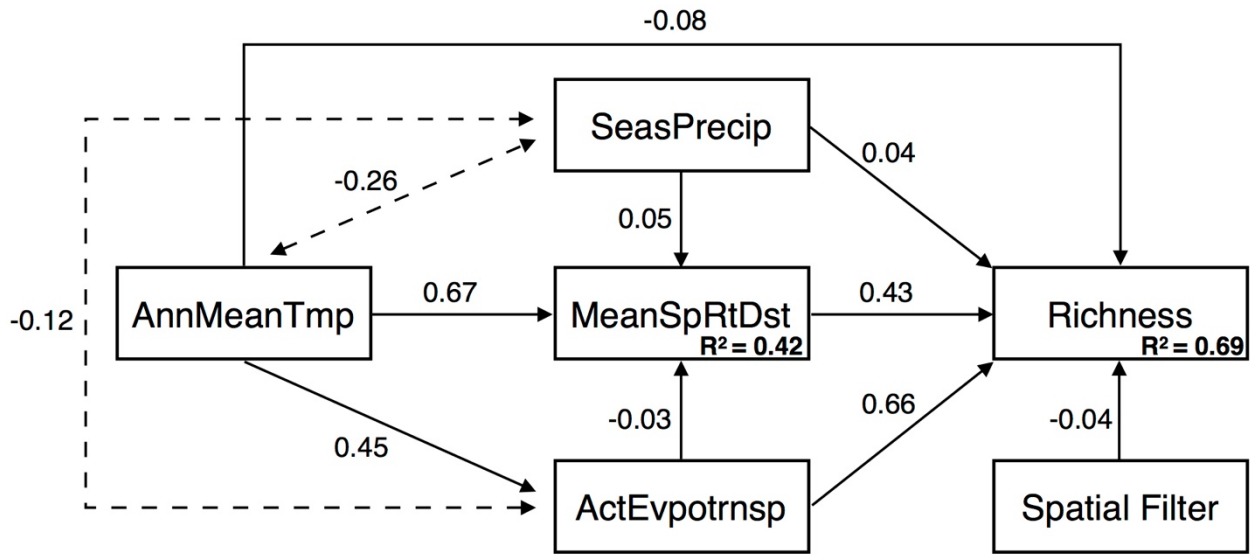 -0.08
SeasPrecip
0.04
-0.26
0.05
AnnMeanTmp
0.67
MeanSpRtDst
R² = 0.42
0.43
Richness
R² = 0.69
-0.12
0.45
-0.03
0.66
-0.04
ActEvpotrnsp
Spatial Filter